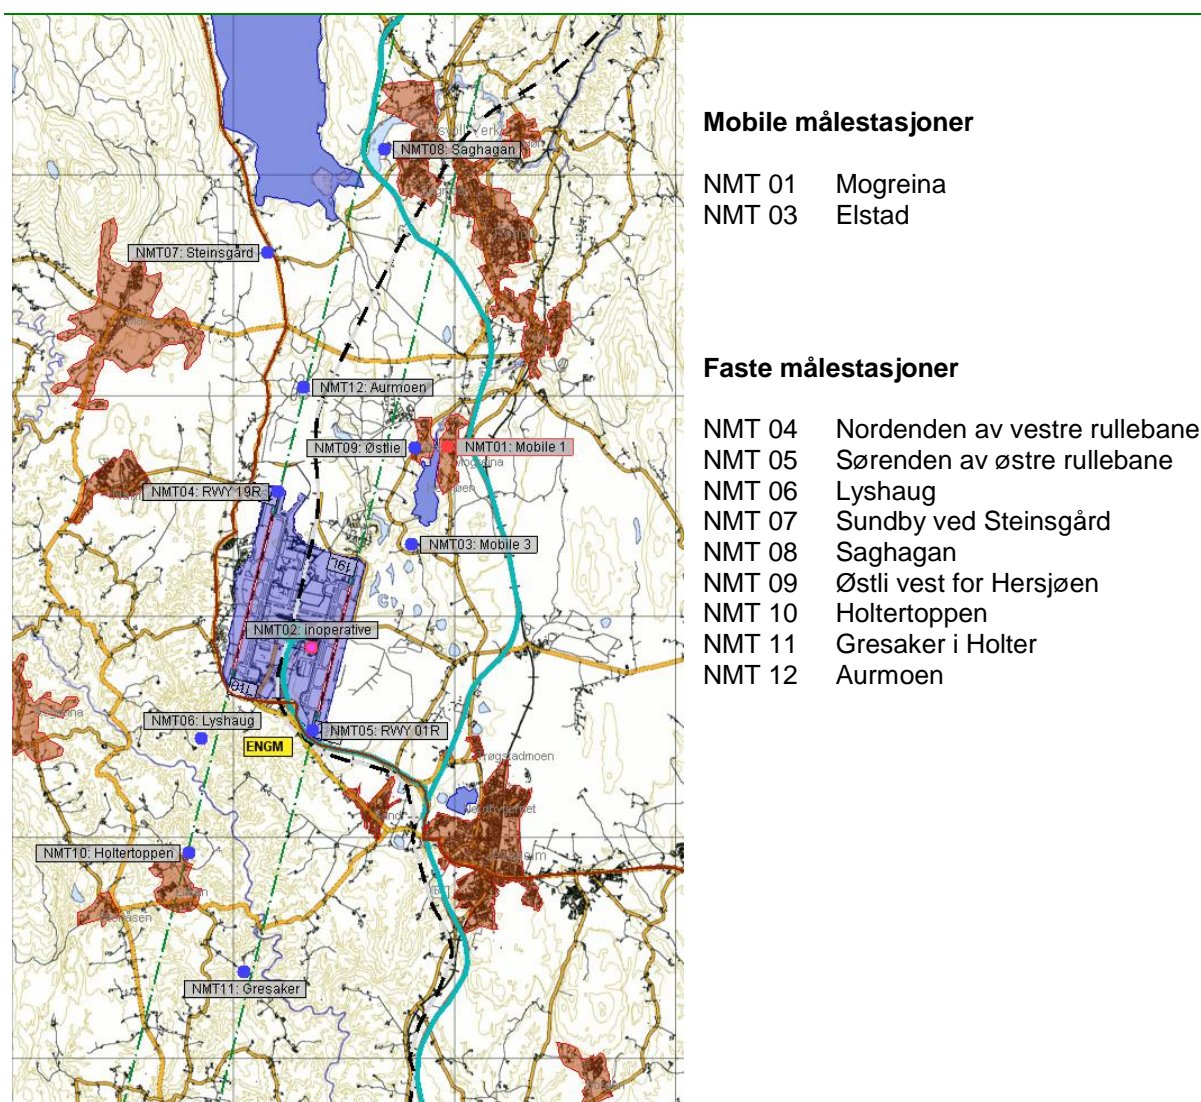 Mobile målestasjoner
NMT 01 Mogreina
NMT 03 Elstad
Faste målestasjoner
NMT 04 Nordenden av vestre rullebane
NMT 05 Sørenden av østre rullebane
NMT 06 Lyshaug
NMT 07 Sundby ved Steinsgård
NMT 08 Saghagan
NMT 09 Østli vest for Hersjøen
NMT 10 Holtertoppen
NMT 11 Gresaker i Holter
NMT 12 Aurmoen
NMT08: Saghagan
NMT07: Steinsgård
NMT12: Aurmoen
NMT09: Østlie
NMT01: Mobile 1
Mogreina
NMT04: RWY 19R
NMT03: Mobile 3
19L
NMT02: inoperative
NMT06: Lyshaug
NMT05: RWY 01R
ENGM
NMT10: Holtertoppen
NMT11: Gresaker